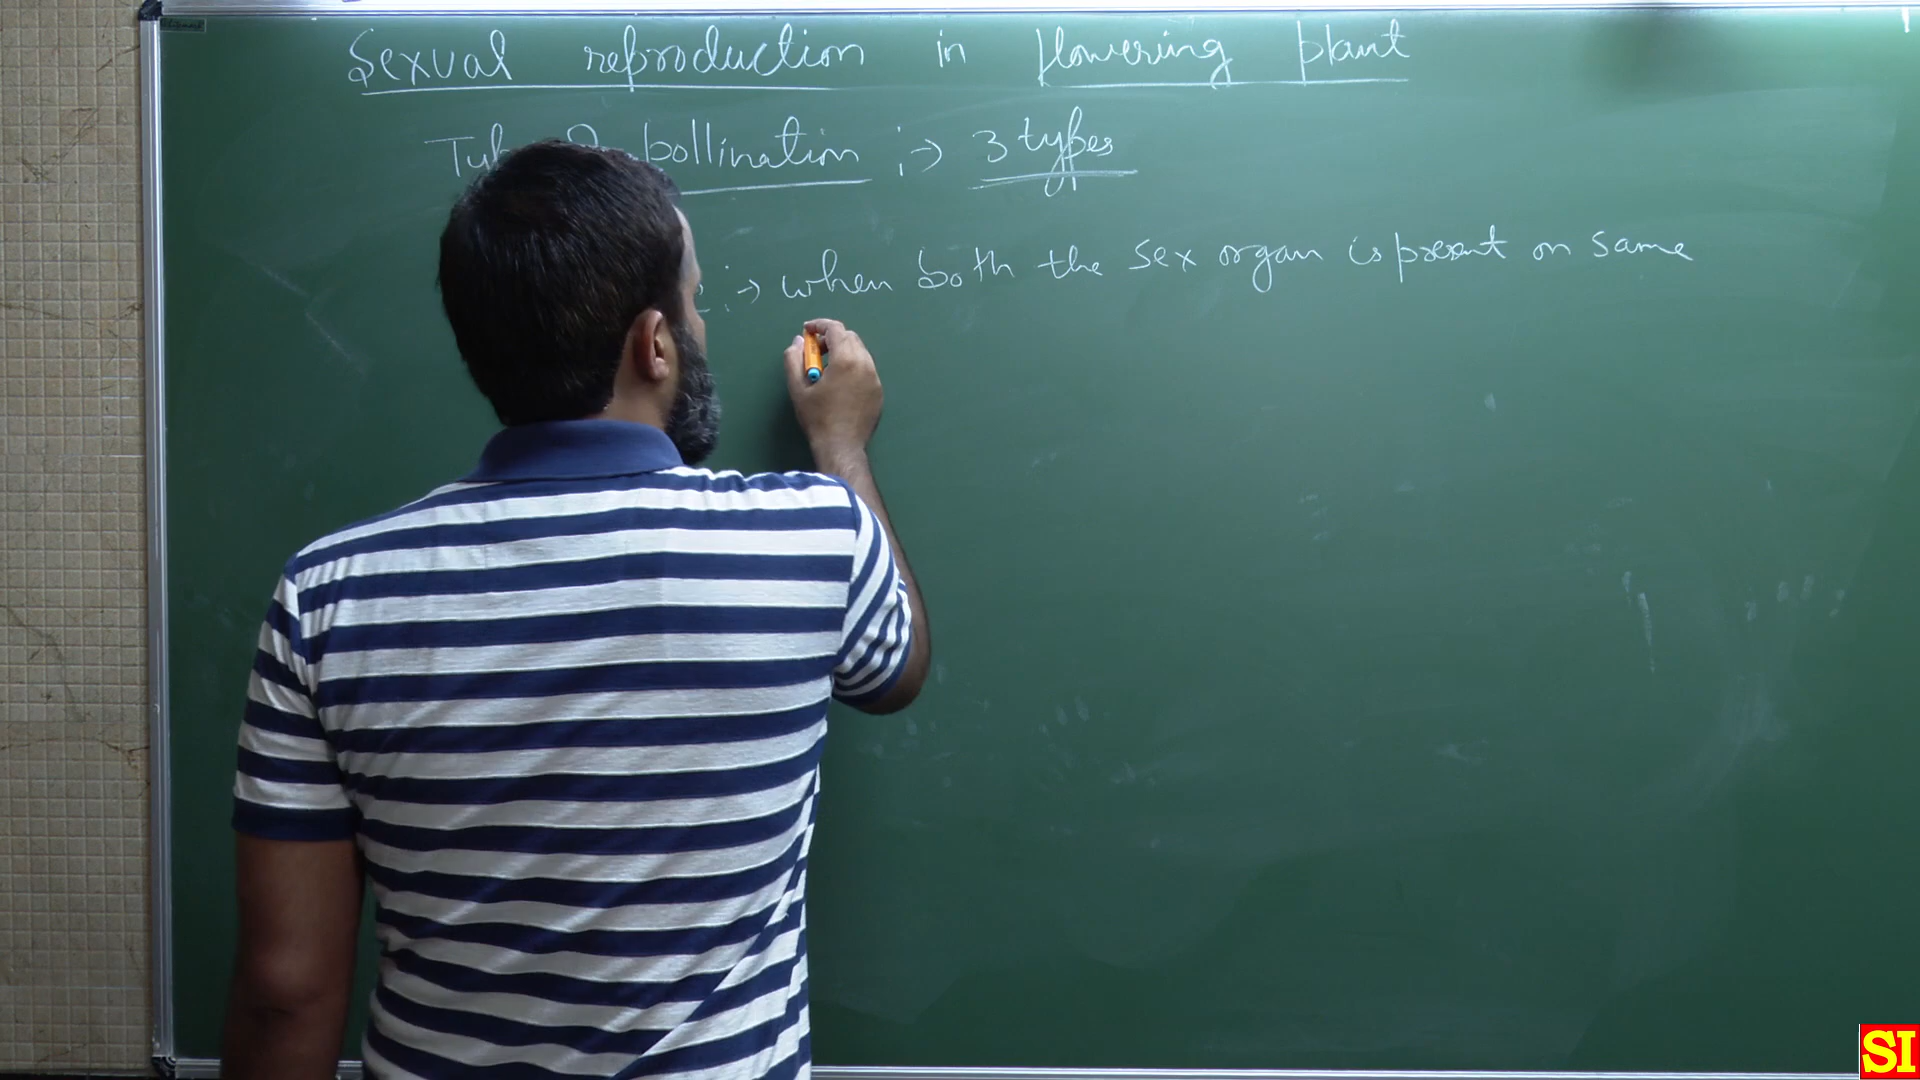 Sexual reproduction in flowering plant
pollination :→ 3 types
:→ when both the sex organ is present on same
SI